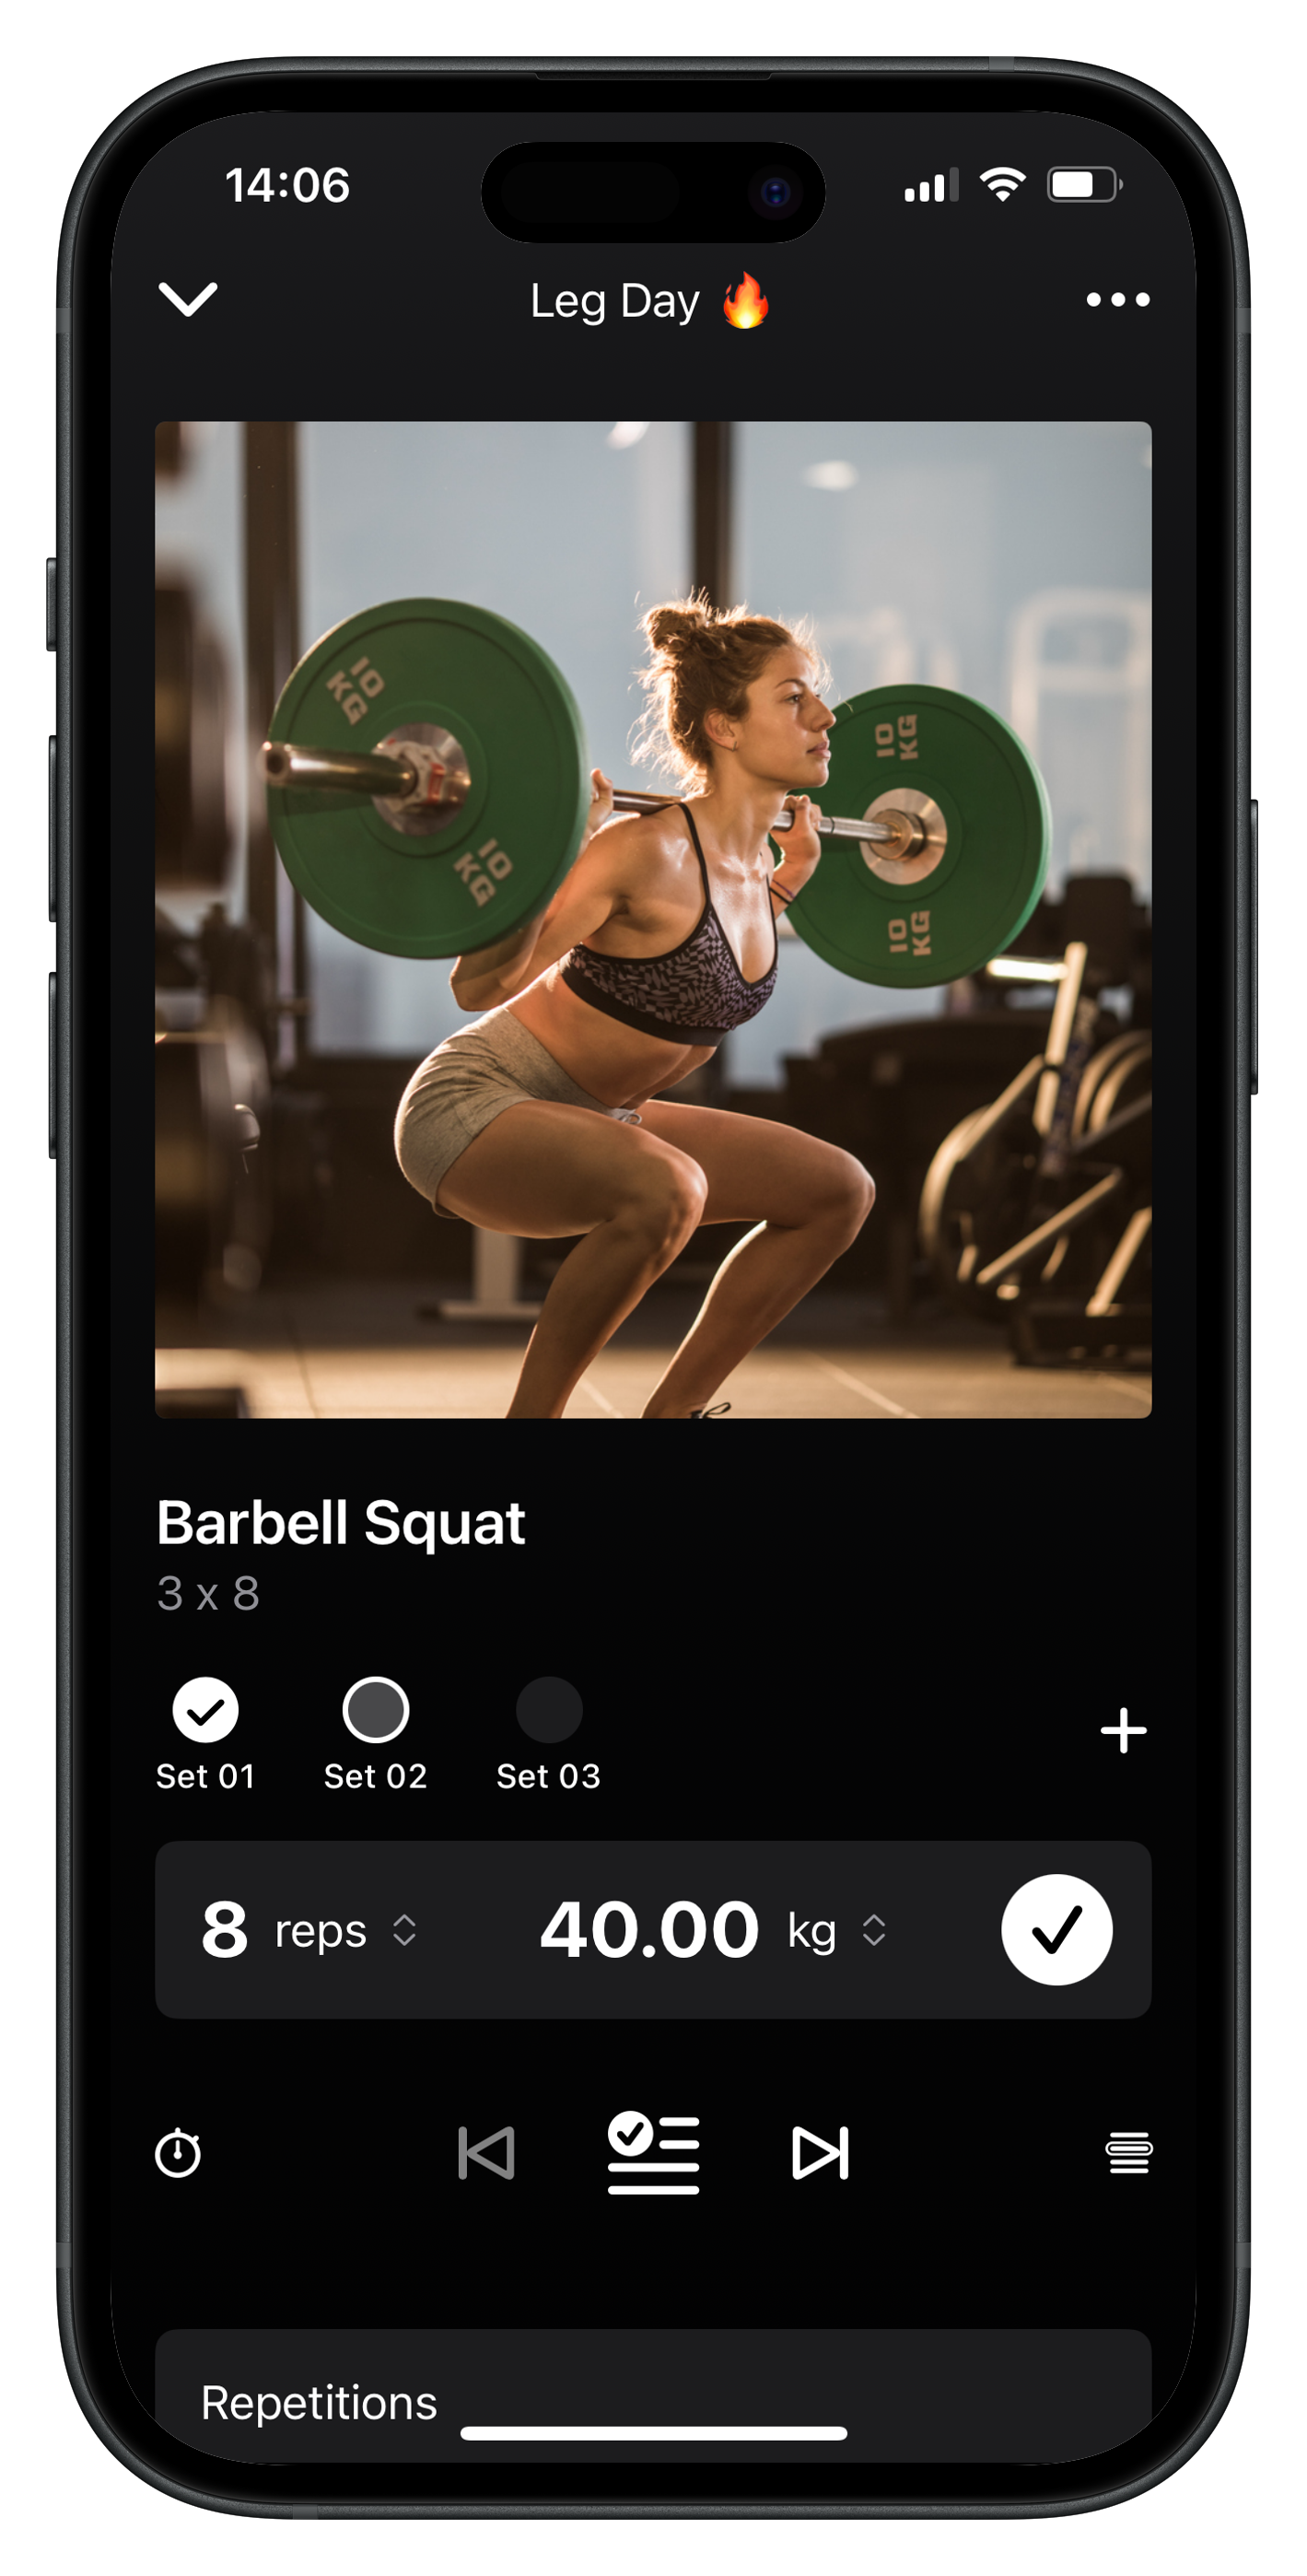 14:06
Leg Day 🔥
10
KG
10
KG
10
KG
10
KG
Barbell Squat
3 x 8
Set 01
Set 02
Set 03
8 reps
40.00 kg
Repetitions